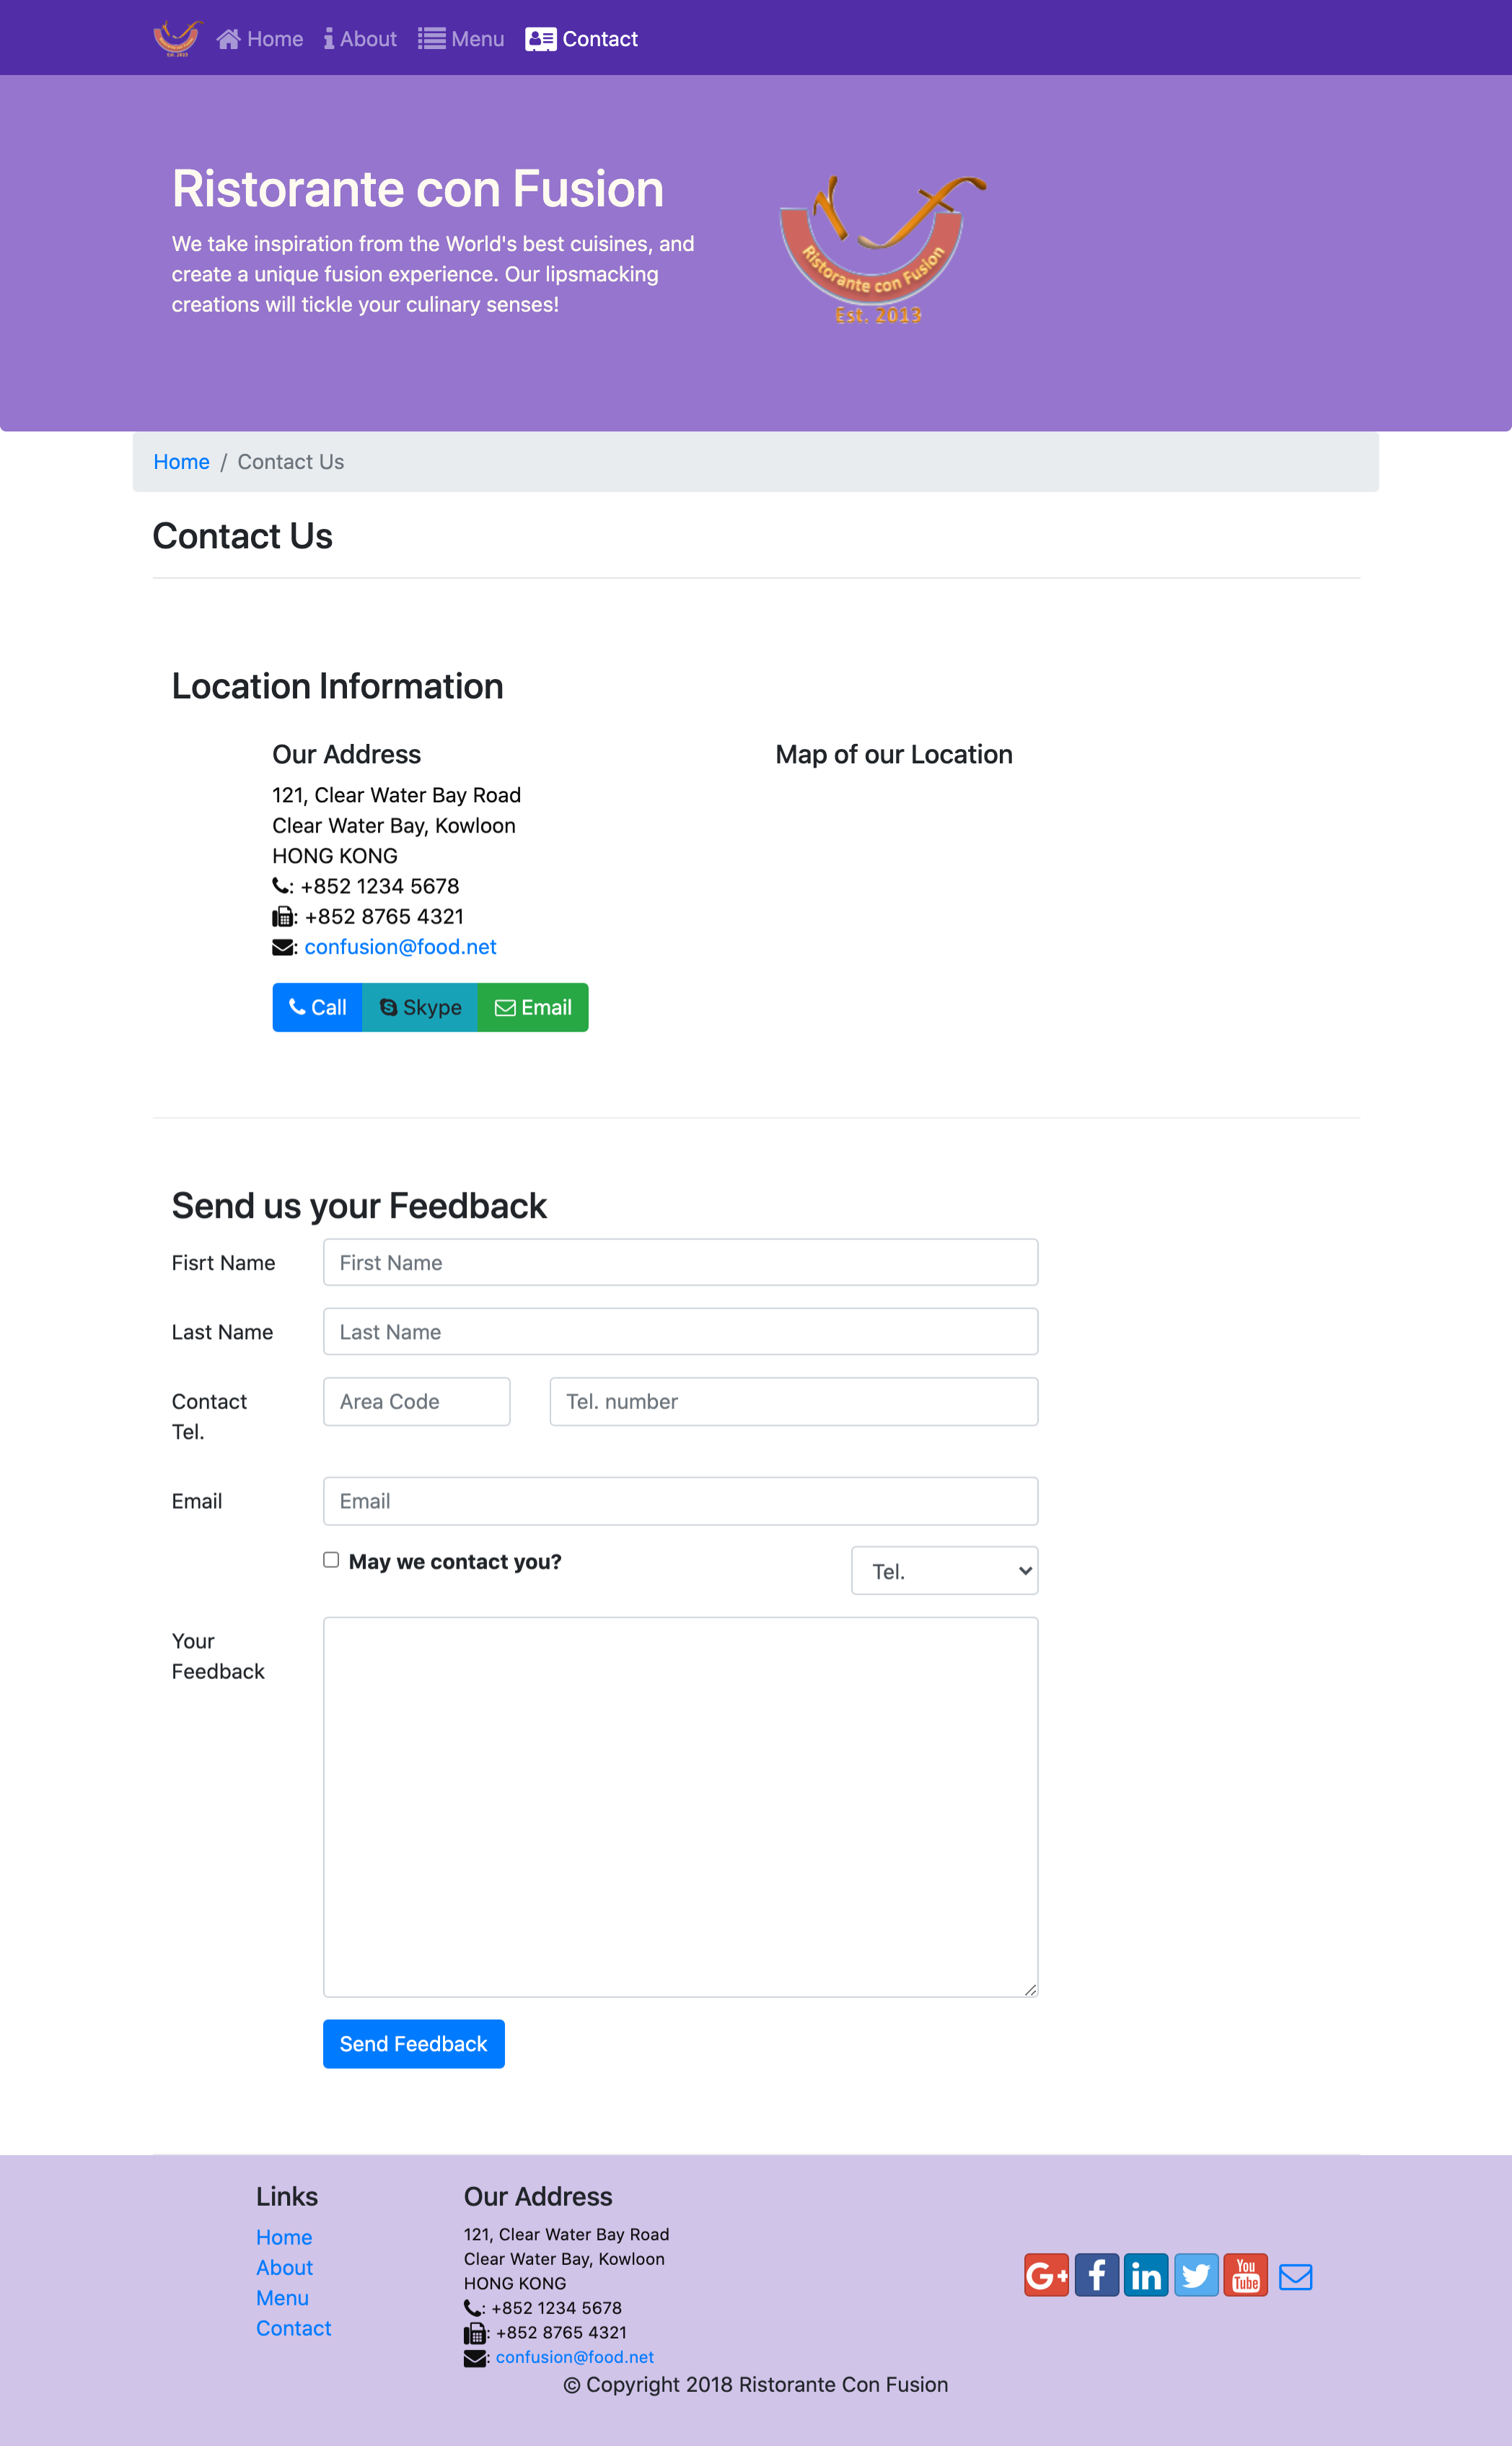 Home About Menu Contact
Ristorante con Fusion
We take inspiration from the World's best cuisines, and
create a unique fusion experience. Our lipsmacking
creations will tickle your culinary senses!
Ristorante con Fusion
Est. 2013
Home / Contact Us
Contact Us
Location Information
Our Address
121, Clear Water Bay Road
Clear Water Bay, Kowloon
HONG KONG
: +852 1234 5678
: +852 8765 4321
: confusion@food.net
Call Skype Email
Map of our Location
Send us your Feedback
Fisrt Name First Name
Last Name Last Name
Contact Area Code Tel. number
Tel.
Email Email
May we contact you? Tel.
Your
Feedback
Send Feedback
Links
Home
About
Menu
Contact
Our Address
121, Clear Water Bay Road
Clear Water Bay, Kowloon
HONG KONG
: +852 1234 5678
: +852 8765 4321
: confusion@food.net
G+ f in You
Tube
© Copyright 2018 Ristorante Con Fusion